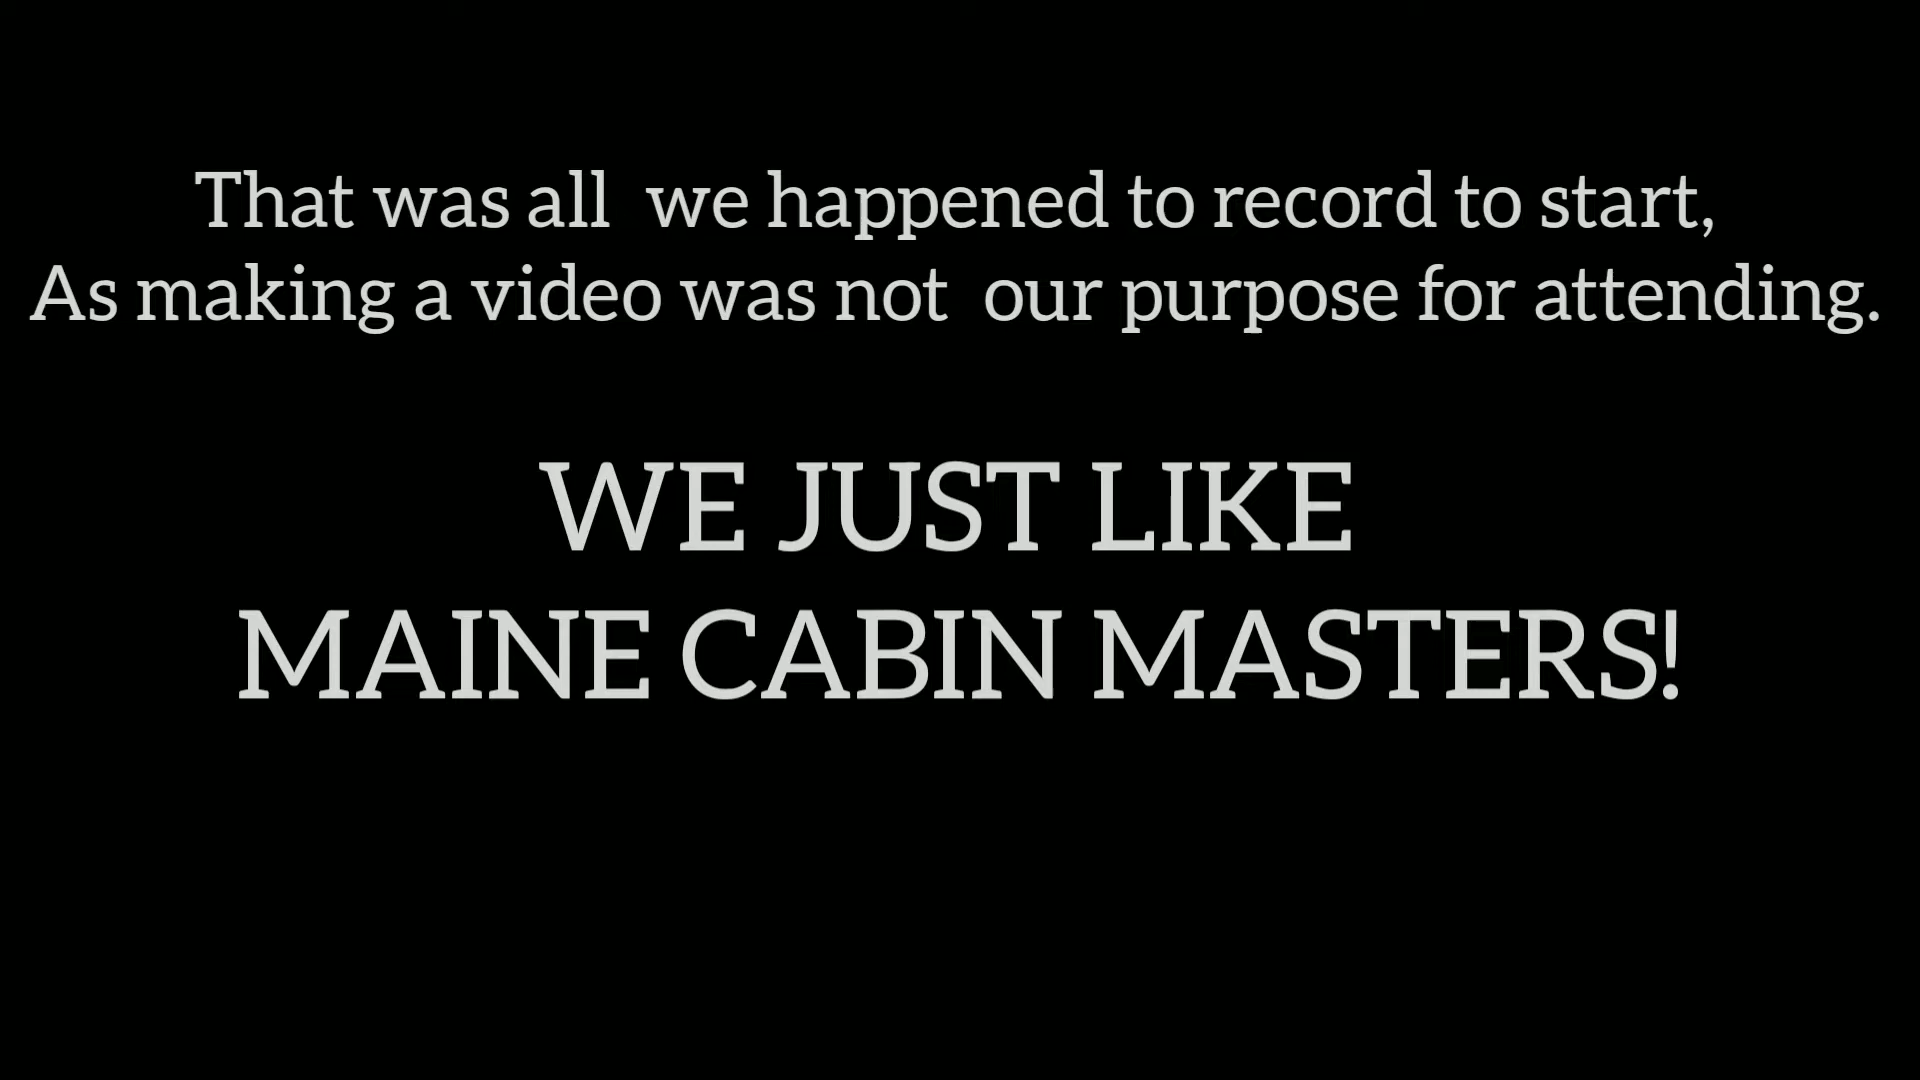 That was all  we happened to record to start,
As making a video was not  our purpose for attending.
WE JUST LIKE
MAINE CABIN MASTERS!